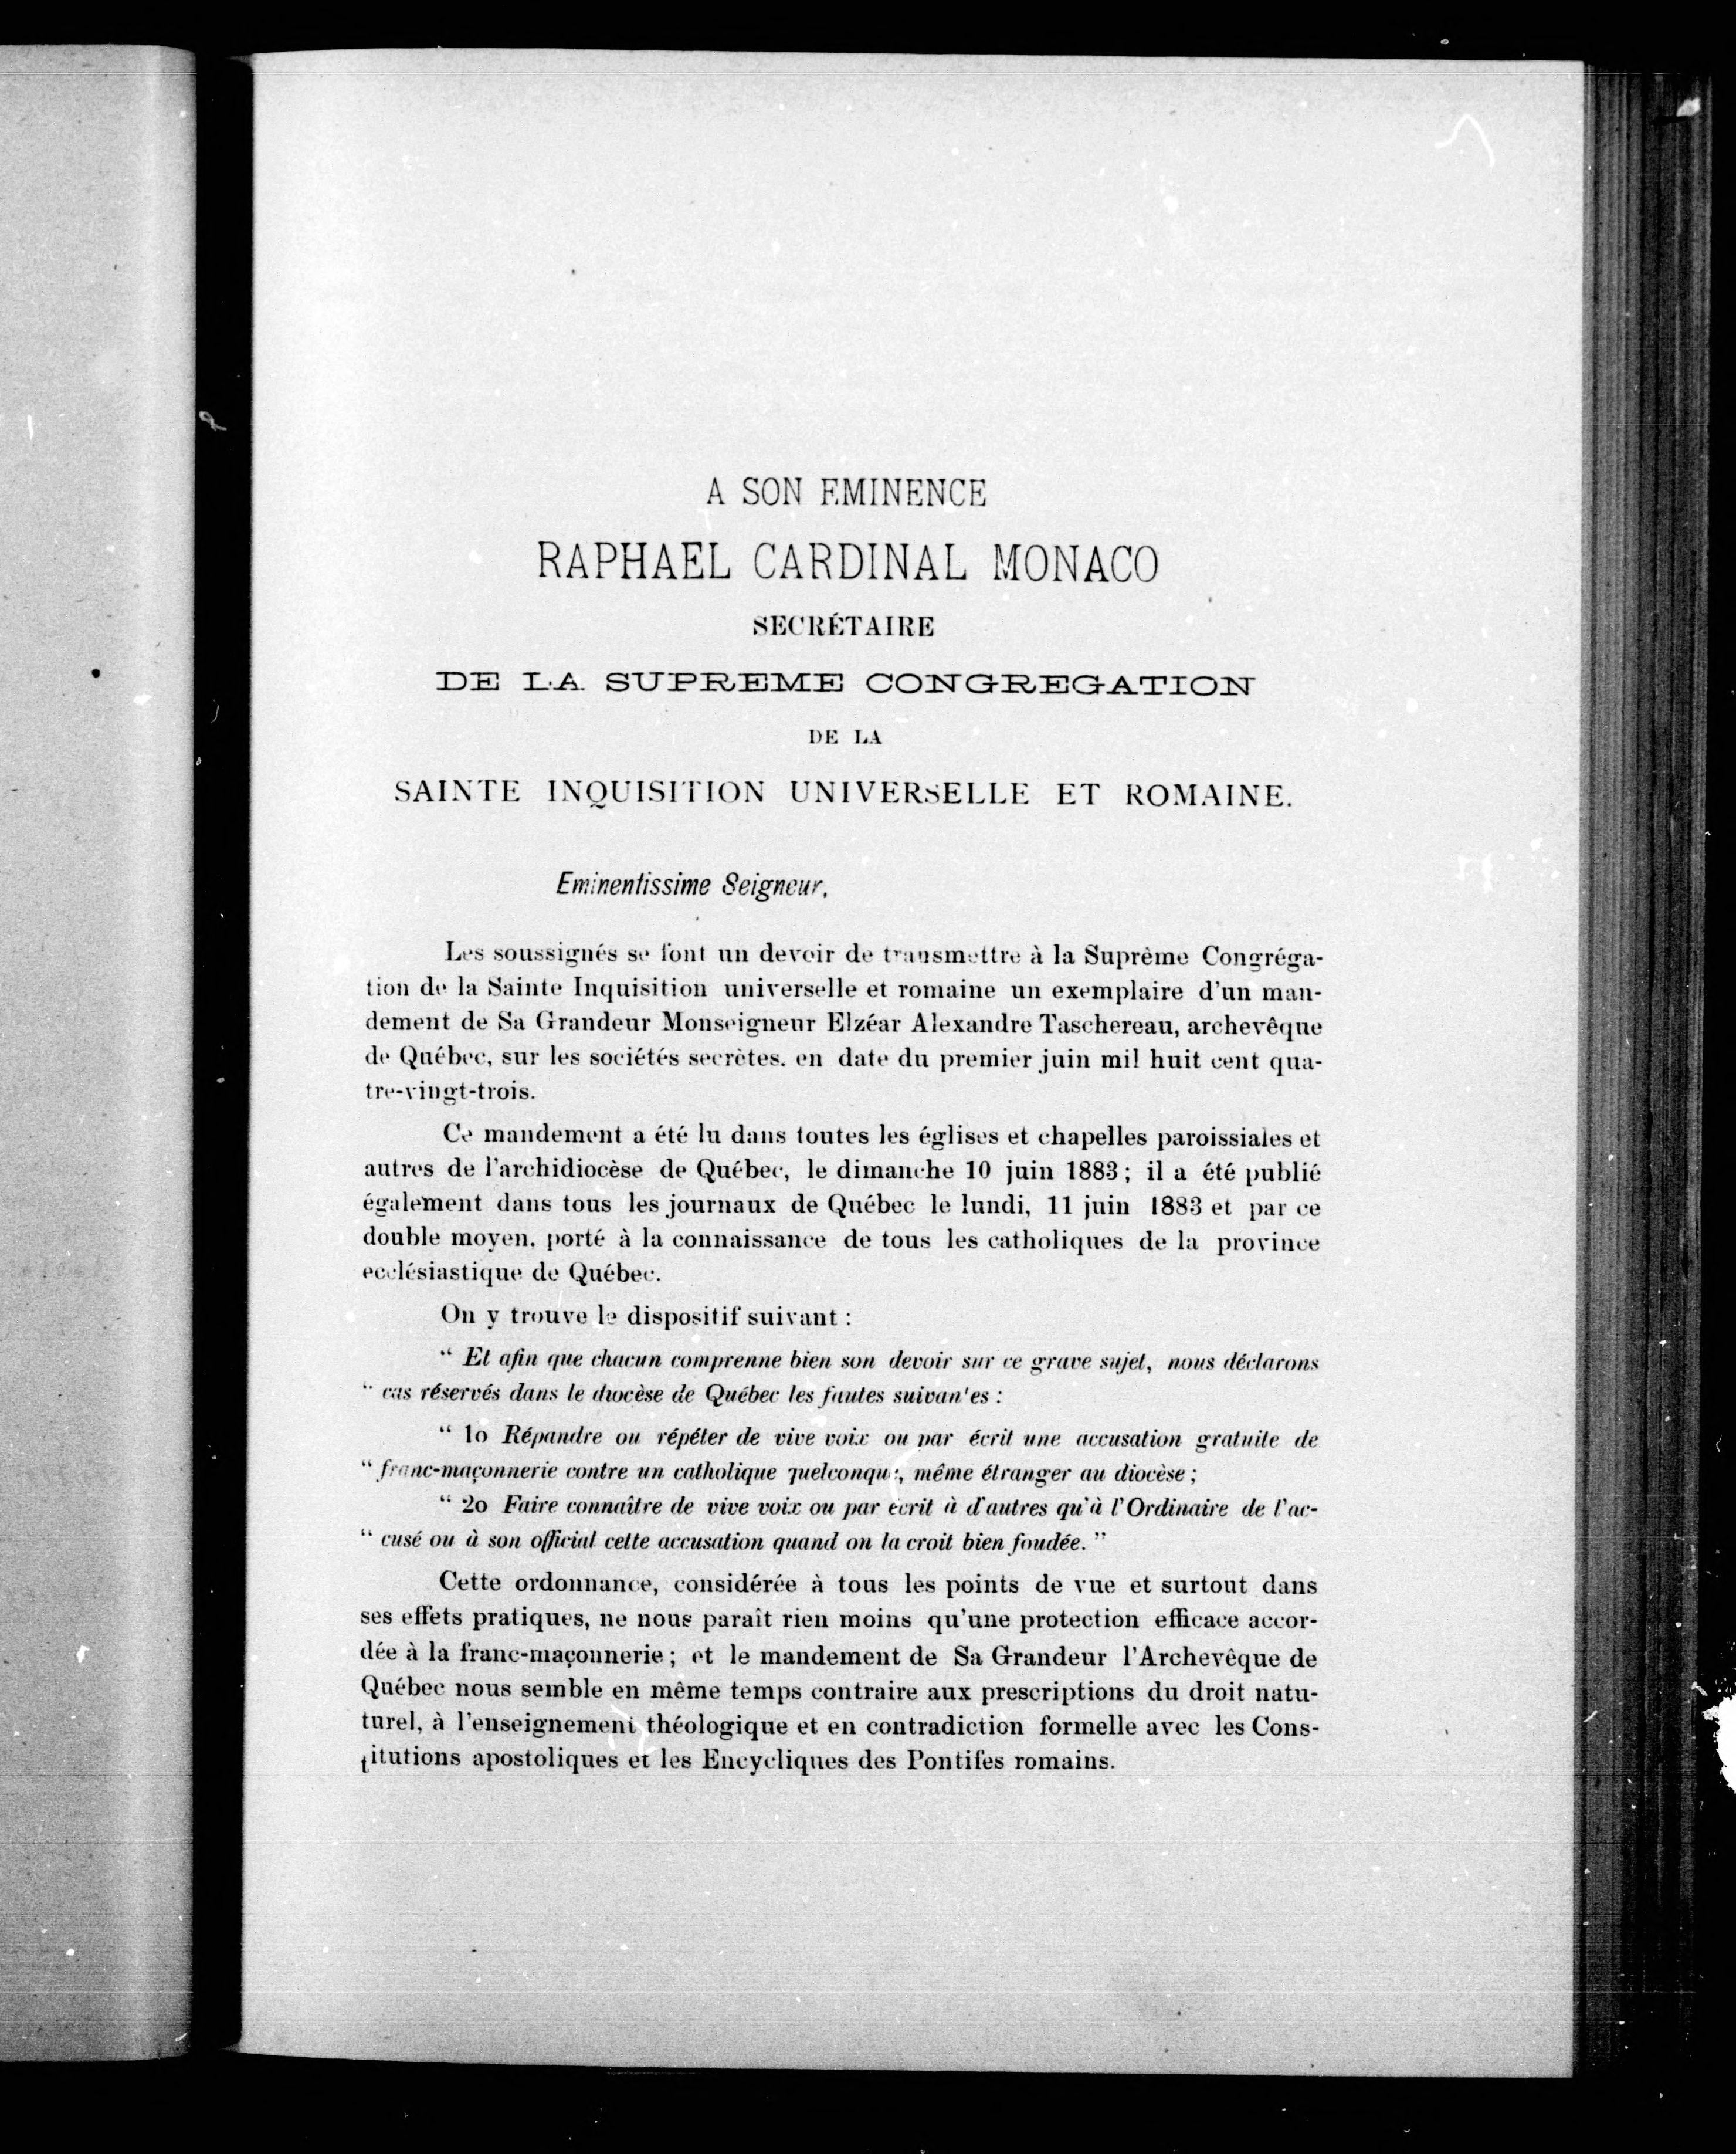 A SON EMINENCE
RAPHAEL CARDINAL MONACO
SECRÉTAIRE
DE LA SUPREME CONGREGATION
DE LA
SAINTE INQUISITION UNIVERSELLE ET ROMAINE.
Eminentissime Seigneur,
Les soussignés se font un devoir de transmettre à la Suprême Congréga-
tion de la Sainte Inquisition universelle et romaine un exemplaire d'un man-
dement de Sa Grandeur Monseigneur Elzéar Alexandre Taschereau, archevêque
de Québec, sur les sociétés secrètes. en date du premier juin mil huit cent qua-
tre-vingt-trois.
Ce mandement a été lu dans toutes les églises et chapelles paroissiales et
autres de l'archidiocèse de Québec, le dimanche 10 juin 1883 ; il a été publié
également dans tous les journaux de Québec le lundi, 11 juin 1883 et par ce
double moyen, porté à la connaissance de tous les catholiques de la province
ecclésiastique de Québec.
On y trouve le dispositif suivant :
" Et afin que chacun comprenne bien son devoir sur ce grave sujet, nous déclarons
" cas réservés dans le diocèse de Québec les fautes suivantes :
" 1o Répandre ou répéter de vive voix ou par écrit une accusation gratuite de
" franc-maçonnerie contre un catholique quelconque, même étranger au diocèse ;
" 2o Faire connaître de vive voix ou par écrit à d'autres qu'à l'Ordinaire de l'ac-
" cusé ou à son official cette accusation quand on la croit bien foudée. "
Cette ordonnance, considérée à tous les points de vue et surtout dans
ses effets pratiques, ne nous paraît rien moins qu'une protection efficace accor-
dée à la franc-maçonnerie ; et le mandement de Sa Grandeur l'Archevêque de
Québec nous semble en même temps contraire aux prescriptions du droit natu-
turel, à l'enseignement théologique et en contradiction formelle avec les Cons-
titutions apostoliques et les Encycliques des Pontifes romains.